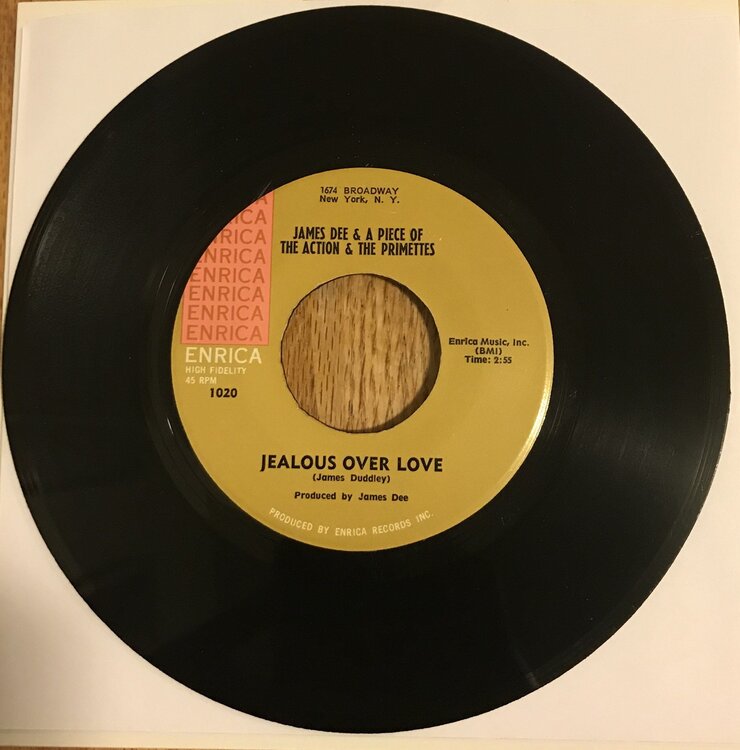 1674 BROADWAY
New York, N. Y.
JAMES DEE & A PIECE OF
THE ACTION & THE PRIMETTES
RICA
RICA
ENRICA
ENRICA
ENRICA
ENRICA
ENRICA
ENRICA
HIGH FIDELITY
45 RPM
1020
Enrica Music, Inc.
(BMI)
Time: 2:55
JEALOUS OVER LOVE
(James Duddley)
Produced by James Dee
PRODUCED BY ENRICA RECORDS INC.